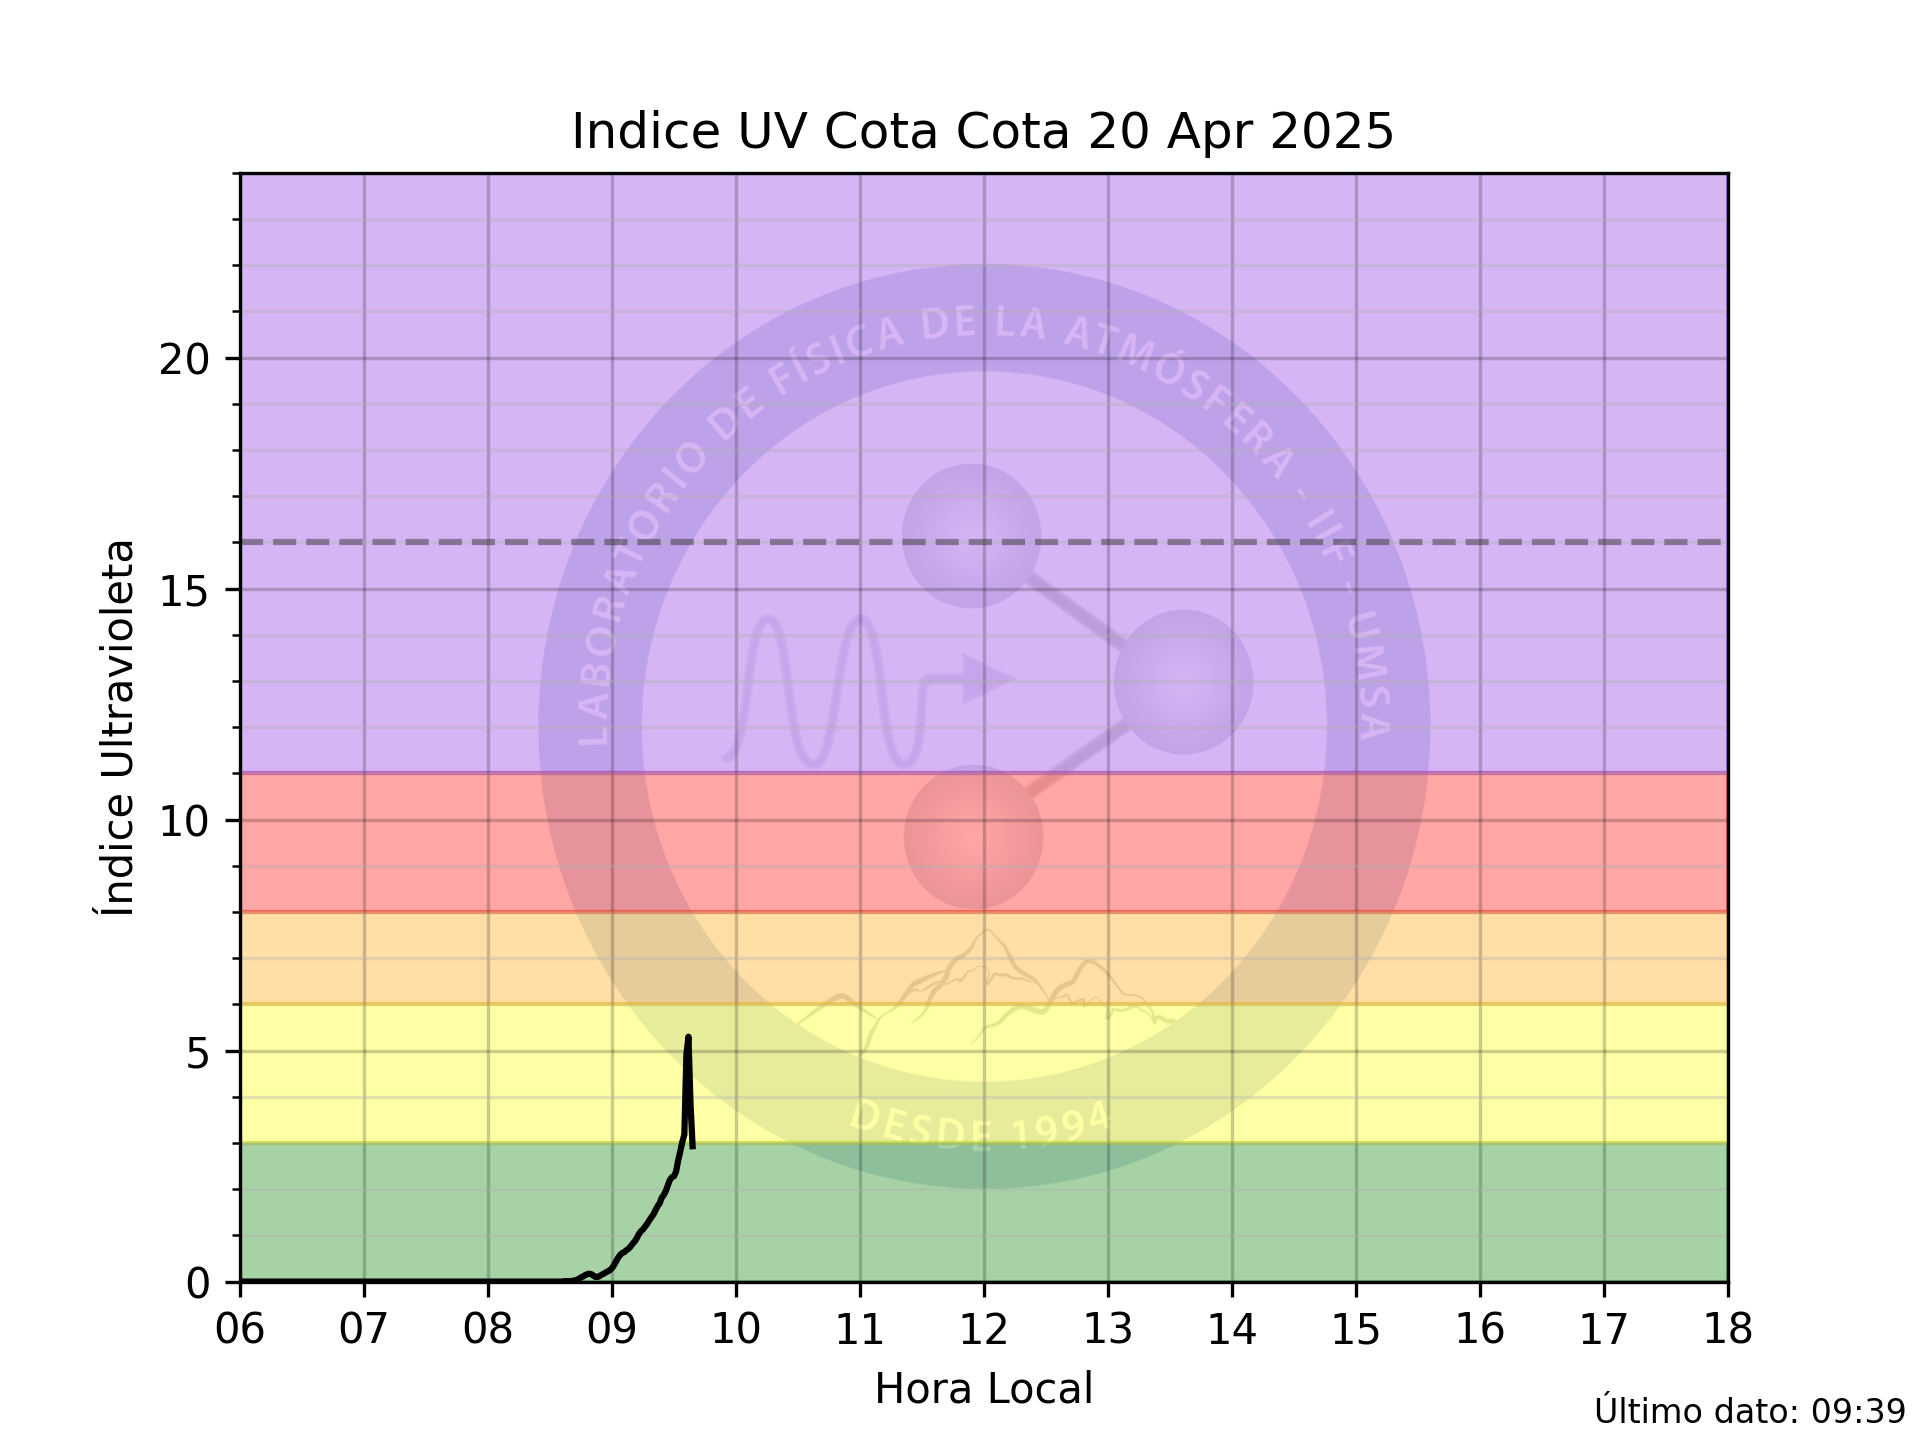 Indice UV Cota Cota 20 Apr 2025
LABORATORIO DE FÍSICA DE LA ATMÓSFERA - IIF - UMSA
DESDE 1994
Índice Ultravioleta
20
15
10
5
0
06 07 08 09 10 11 12 13 14 15 16 17 18
Hora Local
Último dato: 09:39